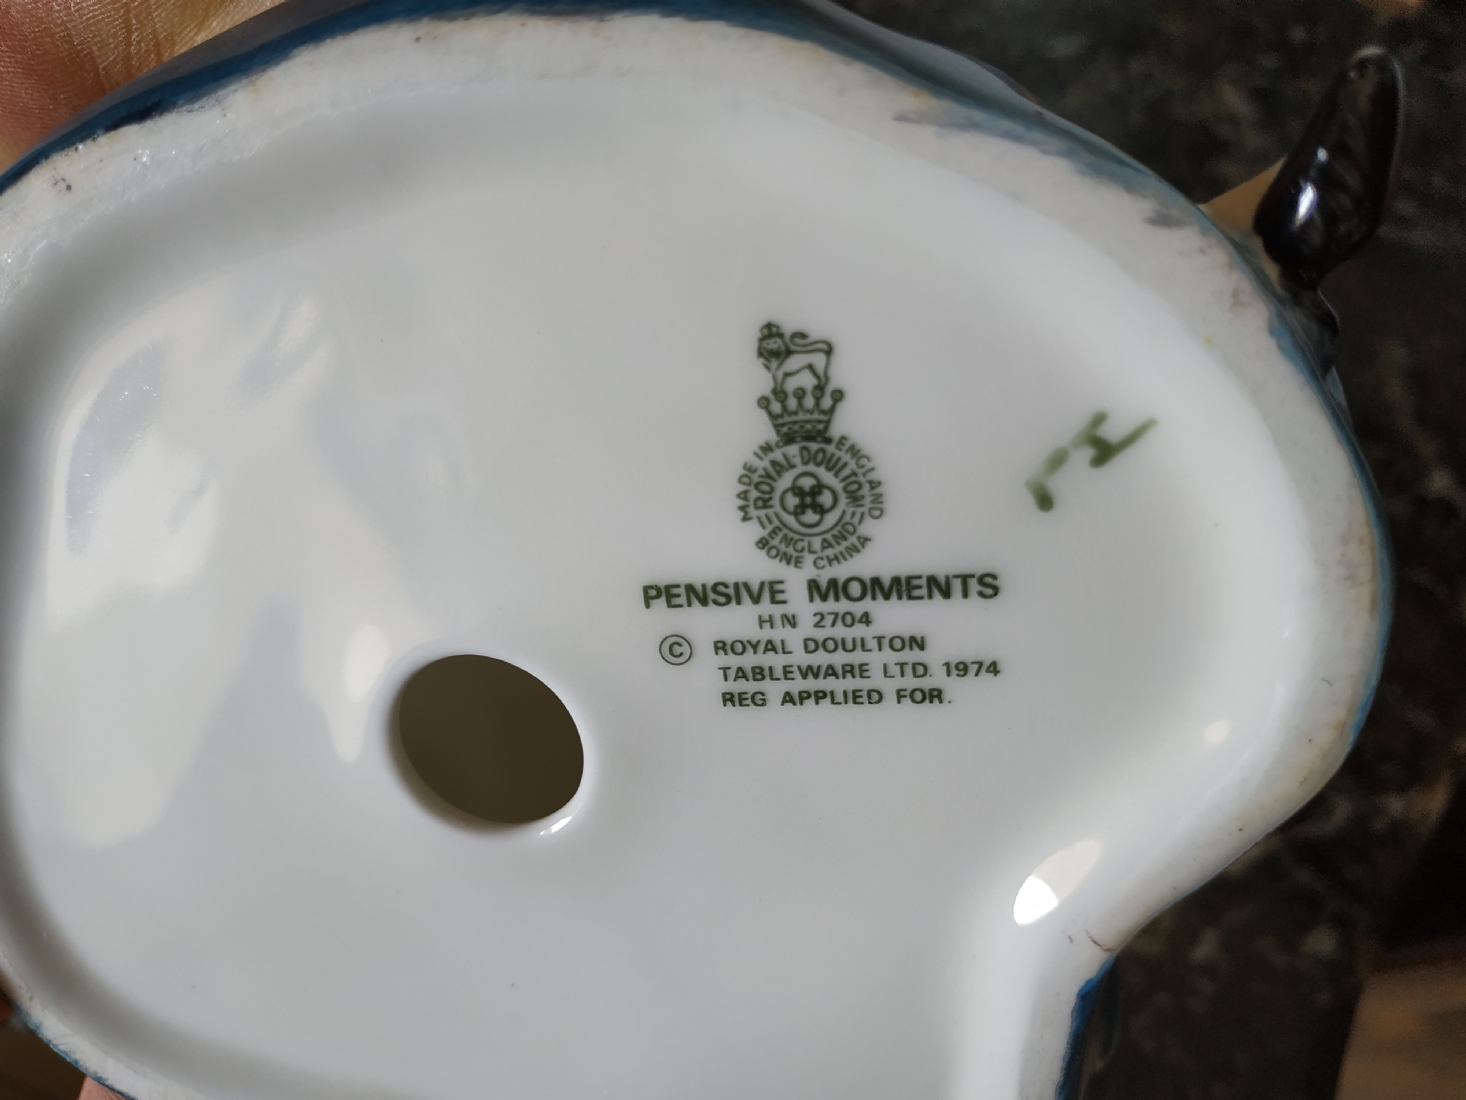 MADE IN ENGLAND
ROYAL·DOULTON
ENGLAND
BONE CHINA
PENSIVE MOMENTS
HN 2704
© ROYAL DOULTON
TABLEWARE LTD. 1974
REG APPLIED FOR.